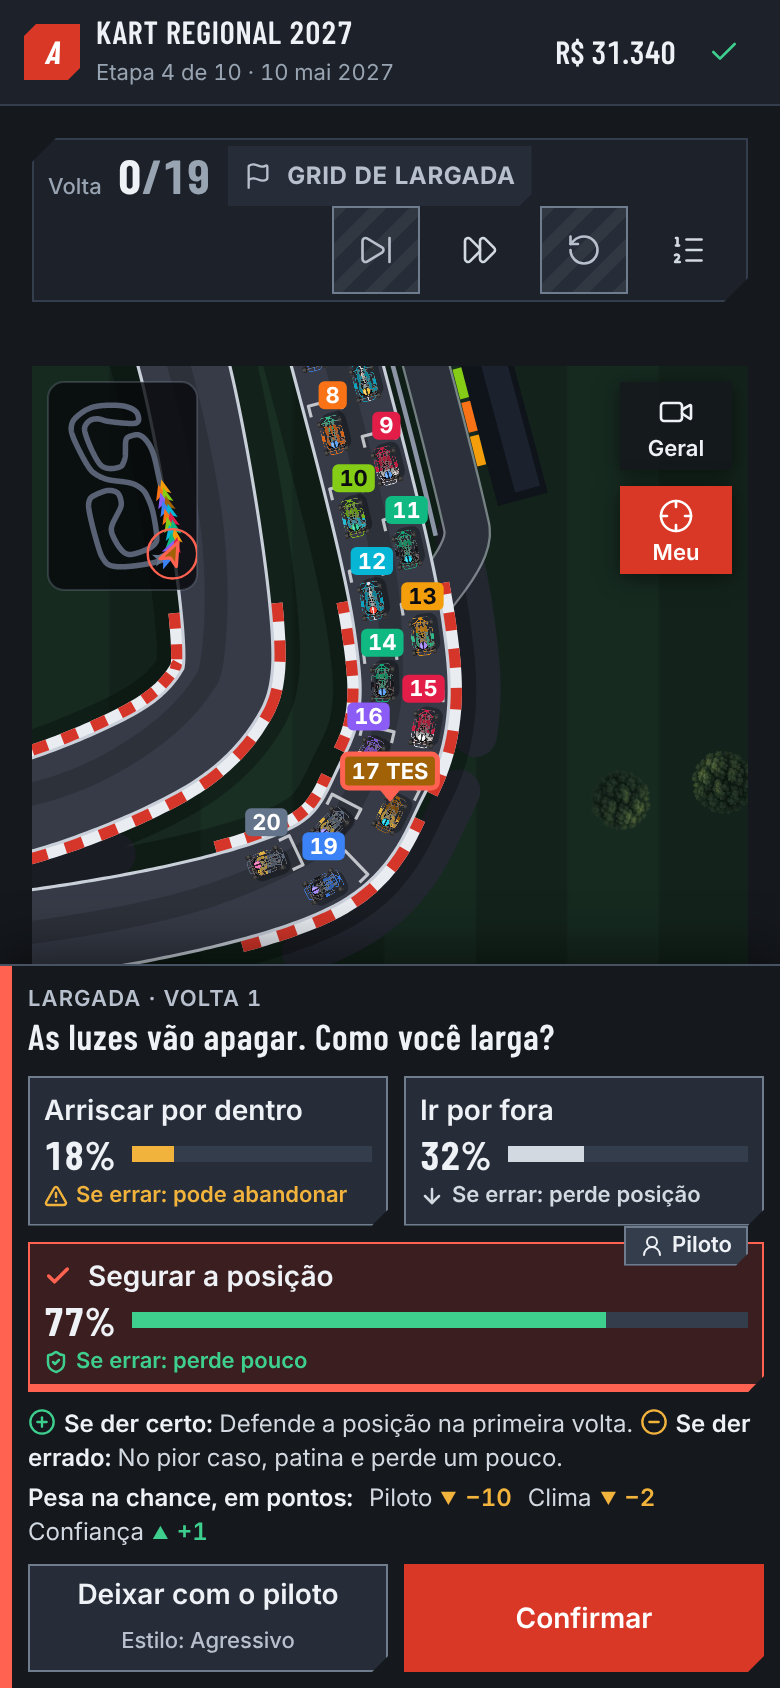 A
KART REGIONAL 2027
Etapa 4 de 10 · 10 mai 2027
R$ 31.340
Volta 0/19
GRID DE LARGADA
1
2
Geral
Meu
8
9
10
11
12
13
14
15
16
17 TES
20
19
LARGADA · VOLTA 1
As luzes vão apagar. Como você larga?
Arriscar por dentro
18%
Se errar: pode abandonar
Ir por fora
32%
Se errar: perde posição
Piloto
Segurar a posição
77%
Se errar: perde pouco
Se der certo: Defende a posição na primeira volta. Se der
errado: No pior caso, patina e perde um pouco.
Pesa na chance, em pontos: Piloto ▼ −10 Clima ▼ −2
Confiança ▲ +1
Deixar com o piloto
Estilo: Agressivo
Confirmar